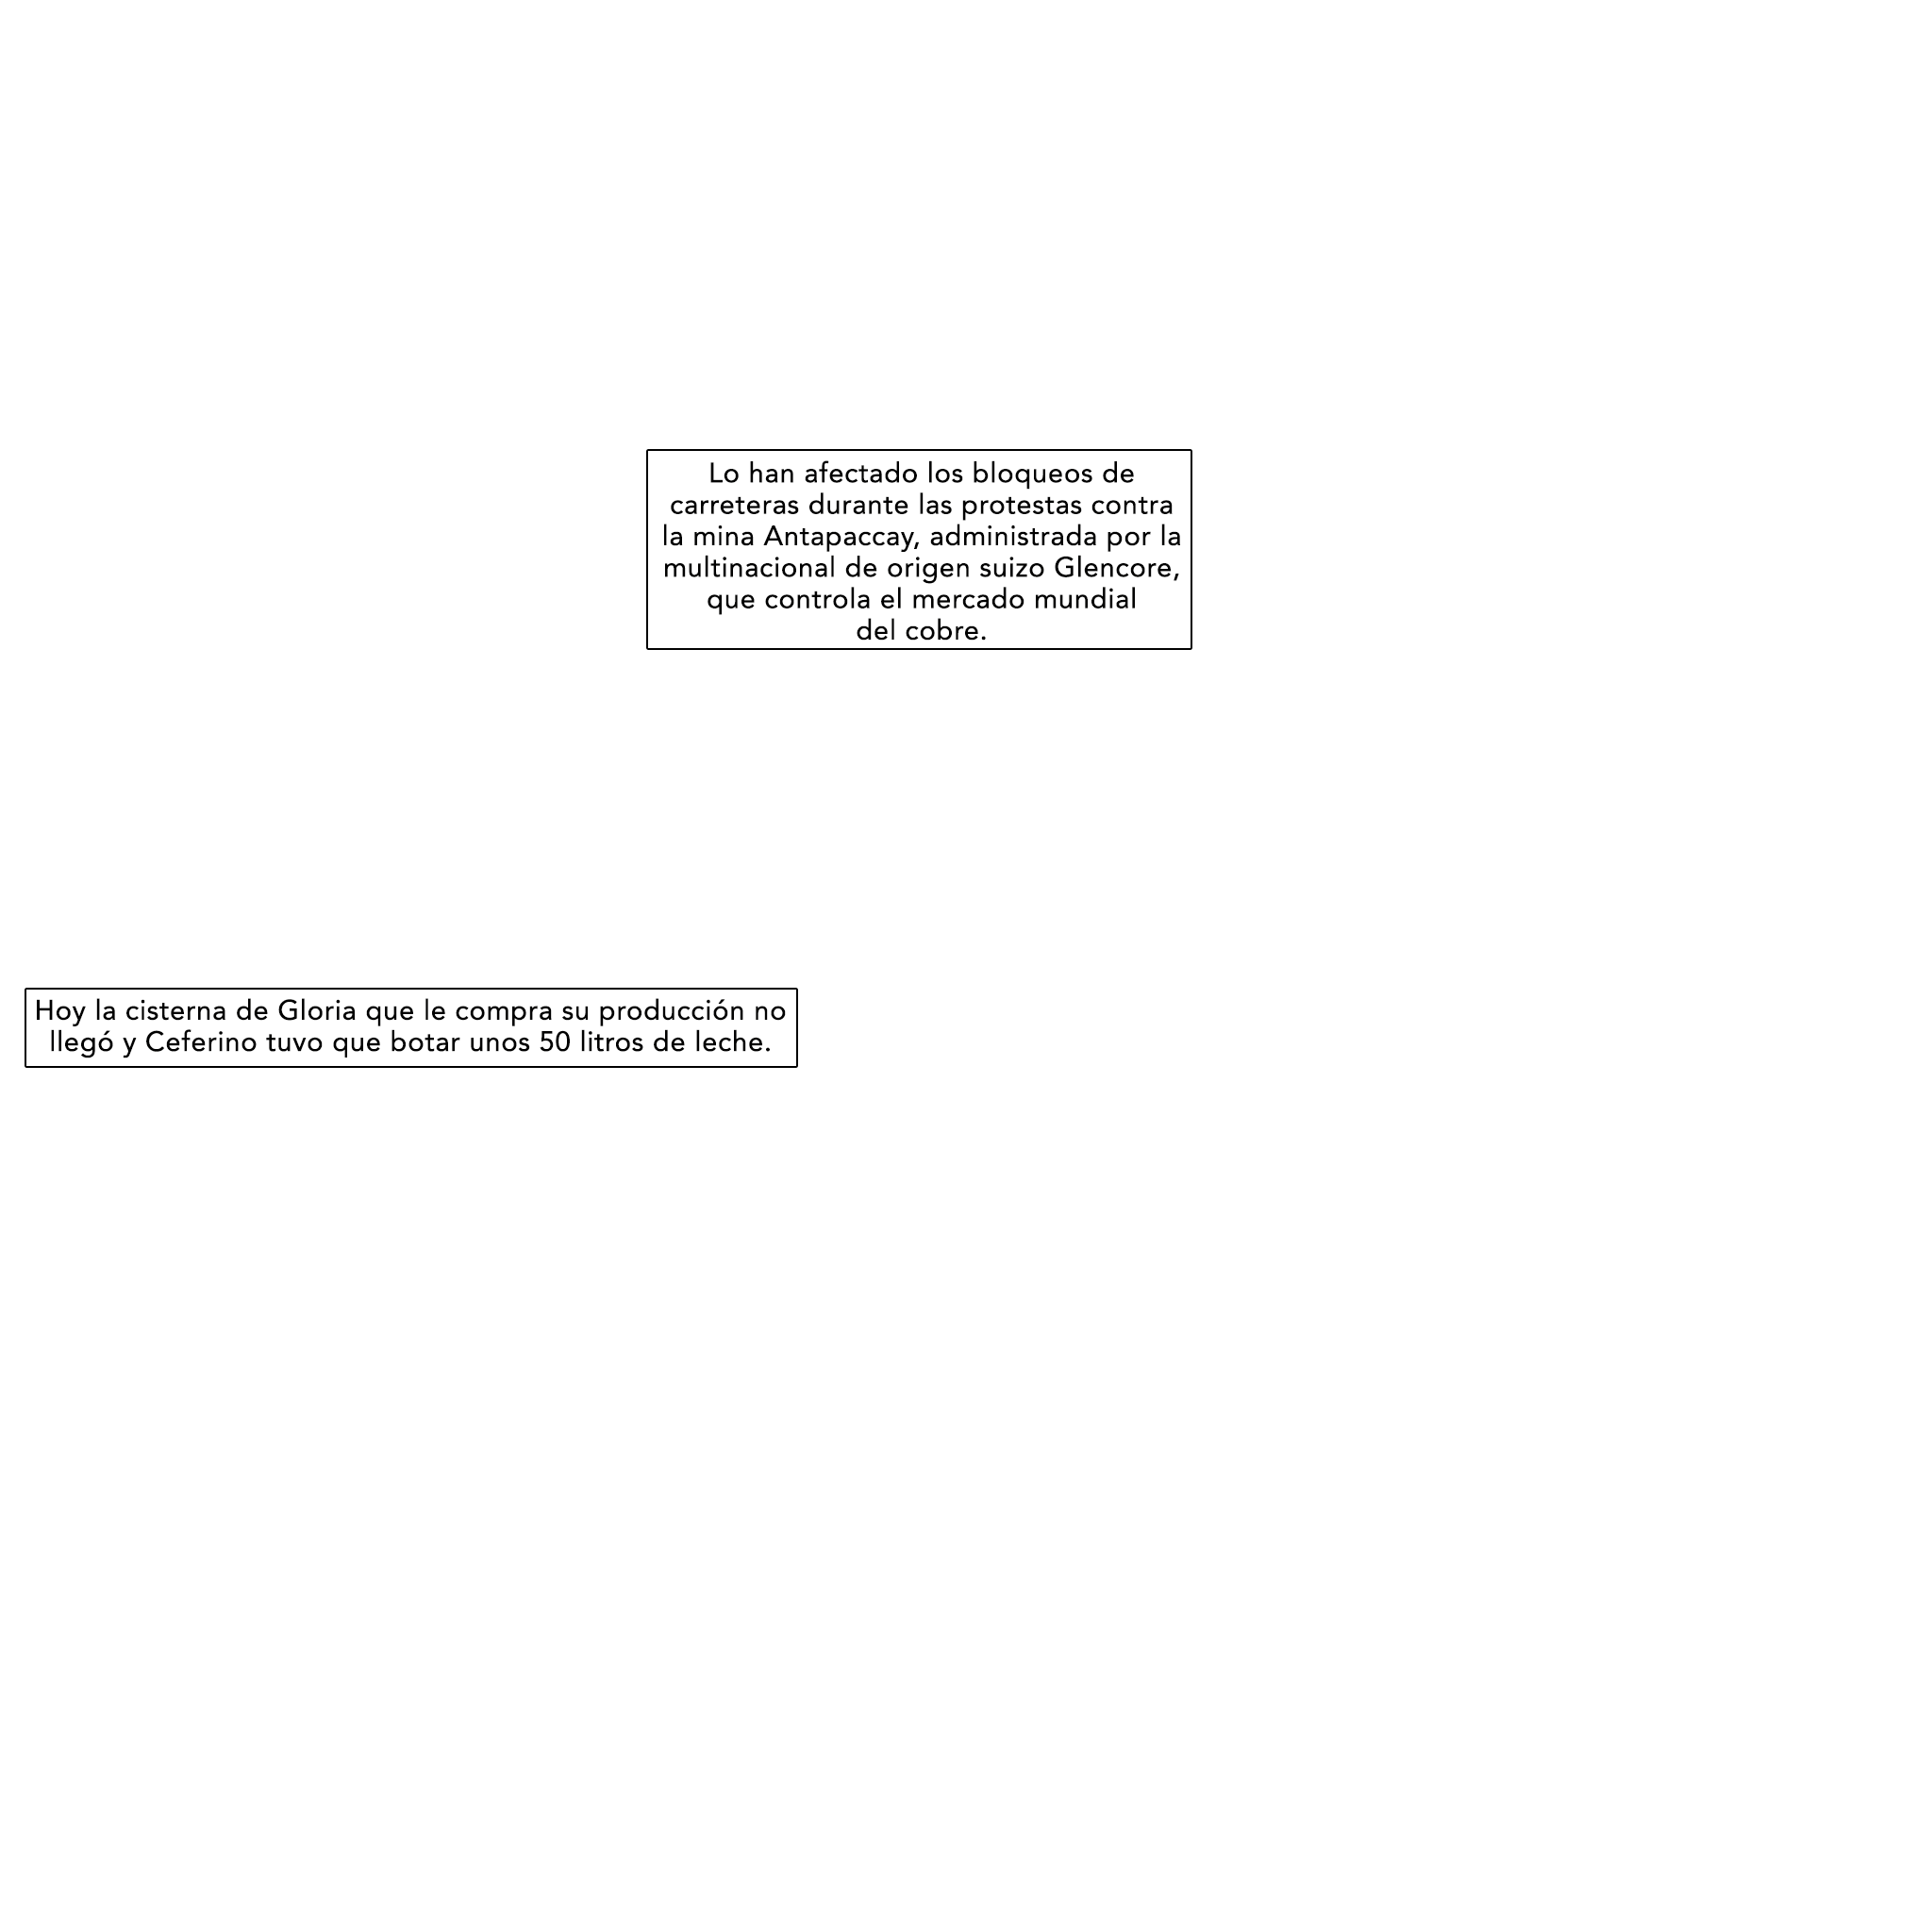 Lo han afectado los bloqueos de
carreteras durante las protestas contra
la mina Antapaccay, administrada por la
multinacional de origen suizo Glencore,
que controla el mercado mundial
del cobre.
Hoy la cisterna de Gloria que le compra su producción no
llegó y Ceferino tuvo que botar unos 50 litros de leche.